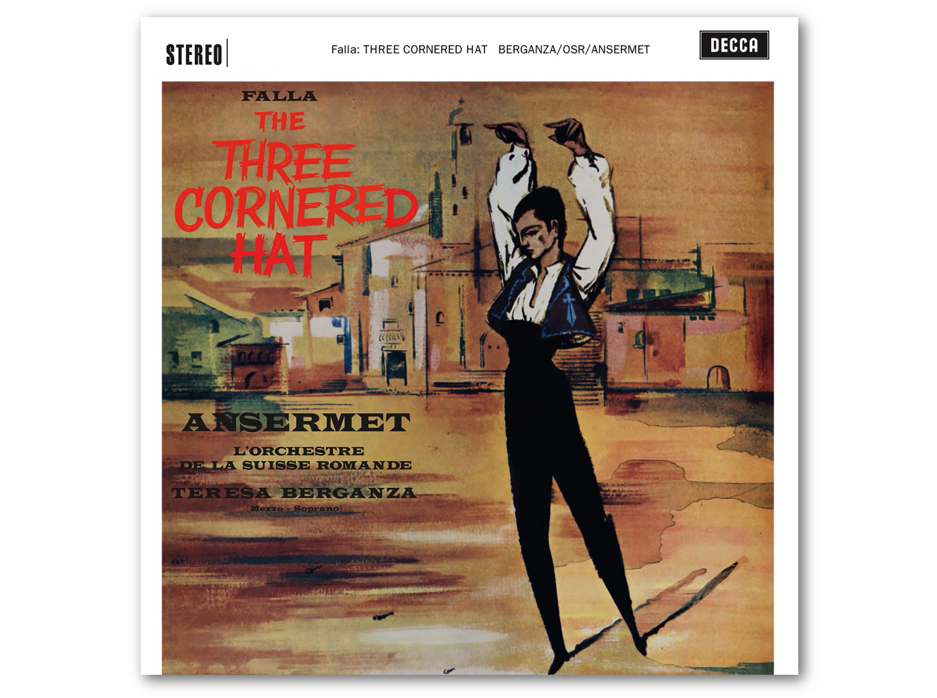 STEREO
Falla: THREE CORNERED HAT BERGANZA/OSR/ANSERMET
DECCA
FALLA
THE
THREE
CORNERED
HAT
ANSERMET
L'ORCHESTRE
DE LA SUISSE ROMANDE
TERESA BERGANZA
(Mezzo - Soprano)